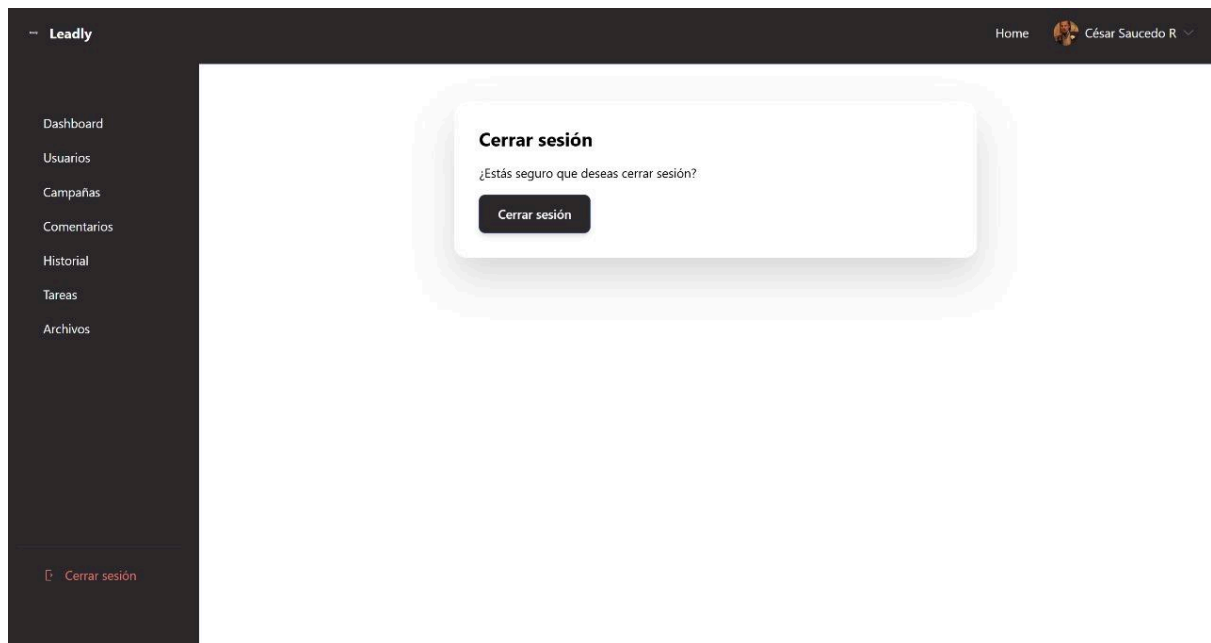 Leadly
Home
César Saucedo R
Dashboard
Usuarios
Campañas
Comentarios
Historial
Tareas
Archivos
Cerrar sesión
Cerrar sesión
¿Estás seguro que deseas cerrar sesión?
Cerrar sesión